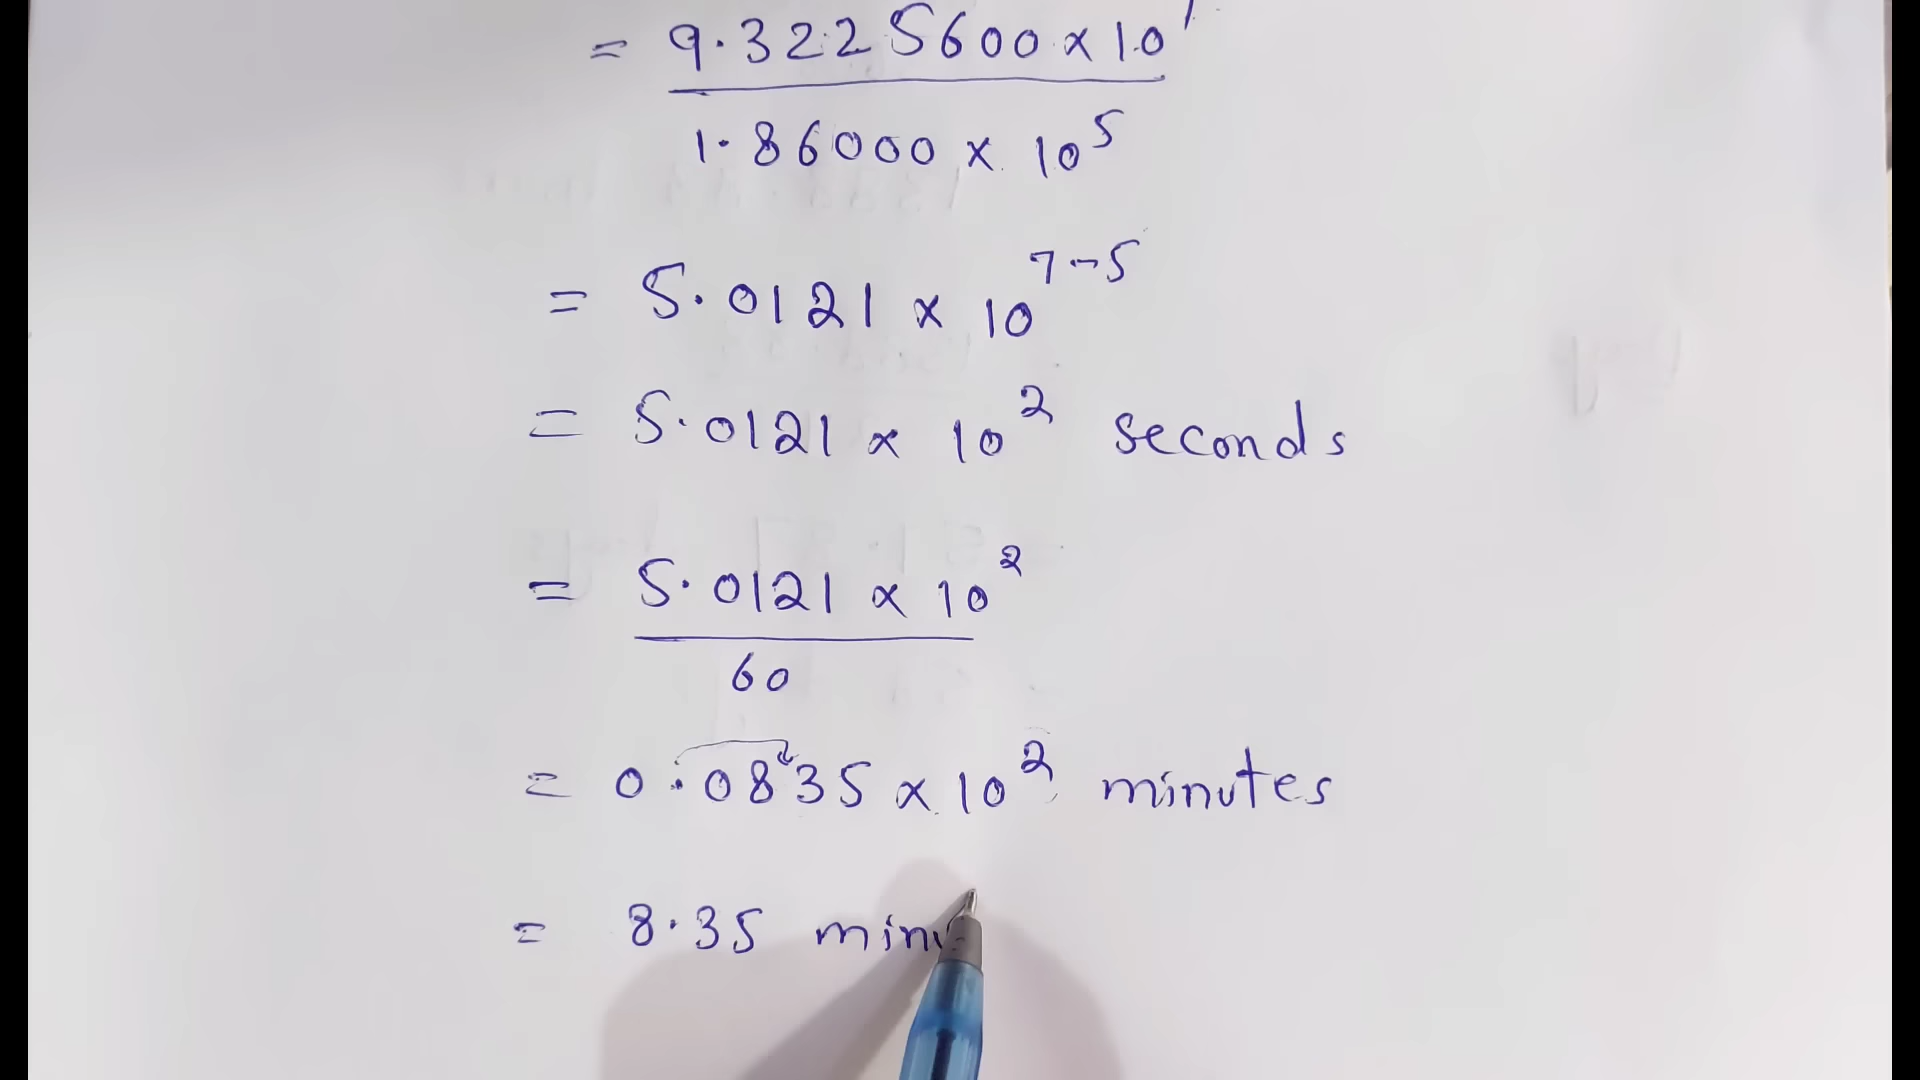 = 9.3225600 x 10
1.86000 x 10⁵
= 5.0121 x 10⁷⁻⁵
= 5.0121 x 10² seconds
= 5.0121 x 10²
60
= 0.0835 x 10² minutes
= 8.35 minu